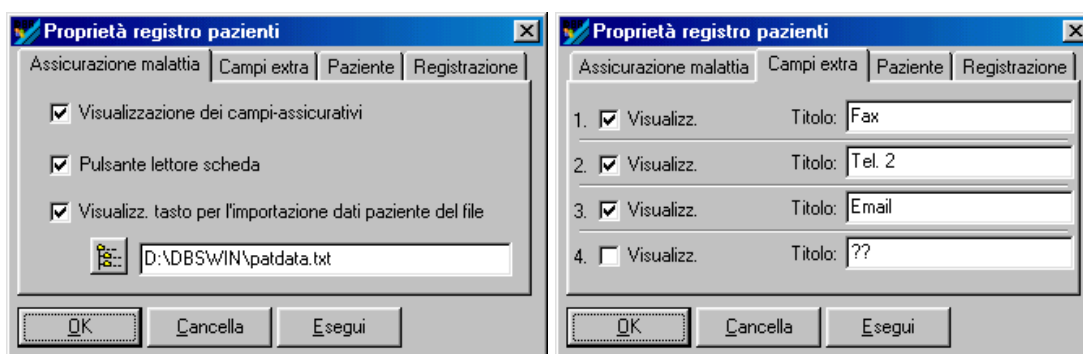 Proprietà registro pazienti
Assicurazione malattia Campi extra Paziente Registrazione
Visualizzazione dei campi-assicurativi
Pulsante lettore scheda
Visualizz. tasto per l'importazione dati paziente del file
D:\DBSWIN\patdata.txt
OK Cancella Esegui
Proprietà registro pazienti
Assicurazione malattia Campi extra Paziente Registrazione
1. Visualizz. Titolo: Fax
2. Visualizz. Titolo: Tel. 2
3. Visualizz. Titolo: Email
4. Visualizz. Titolo: ??
OK Cancella Esegui